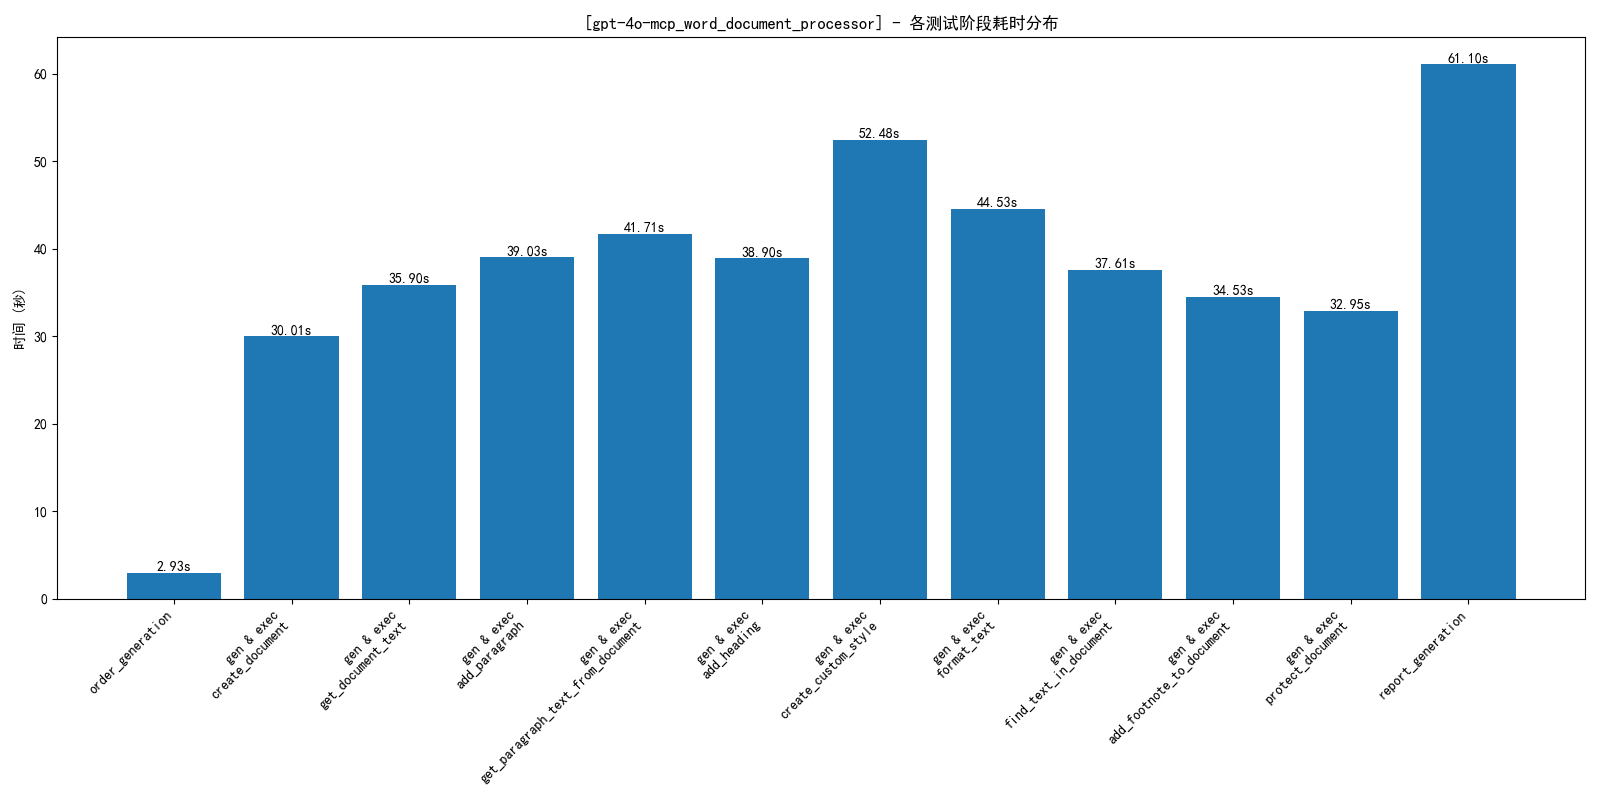 [gpt-4o-mcp_word_document_processor] - 各测试阶段耗时分布
时间 (秒)
60
50
40
30
20
10
0
2.93s
30.01s
35.90s
39.03s
41.71s
38.90s
52.48s
44.53s
37.61s
34.53s
32.95s
61.10s
order_generation
gen & exec
create_document
gen & exec
get_document_text
gen & exec
add_paragraph
gen & exec
get_paragraph_text_from_document
gen & exec
add_heading
gen & exec
create_custom_style
gen & exec
format_text
gen & exec
find_text_in_document
gen & exec
add_footnote_to_document
gen & exec
protect_document
report_generation